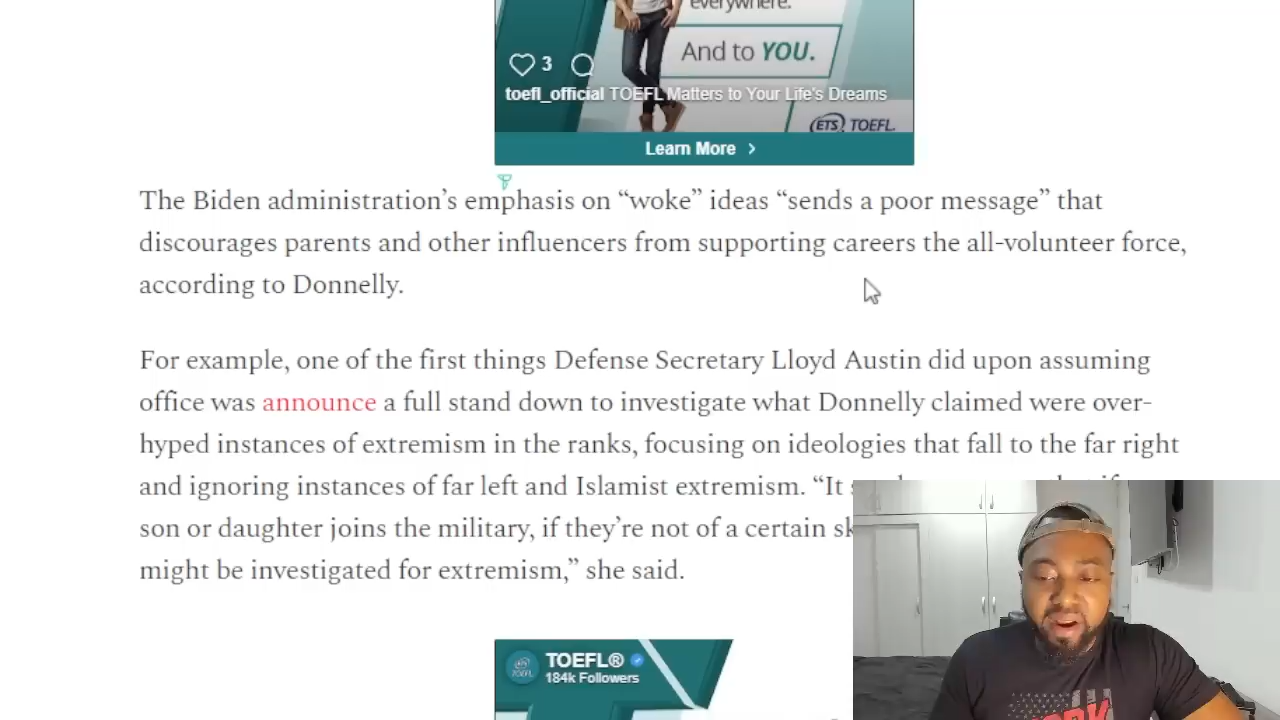 everywhere.
And to YOU.
3
toefl_official TOEFL Matters to Your Life's Dreams
ETS TOEFL.
Learn More
The Biden administration’s emphasis on “woke” ideas “sends a poor message” that
discourages parents and other influencers from supporting careers the all-volunteer force,
according to Donnelly.
For example, one of the first things Defense Secretary Lloyd Austin did upon assuming
office was announce a full stand down to investigate what Donnelly claimed were over-
hyped instances of extremism in the ranks, focusing on ideologies that fall to the far right
and ignoring instances of far left and Islamist extremism. “It
son or daughter joins the military, if they’re not of a certain
might be investigated for extremism,” she said.
TOEFL®
184k Followers